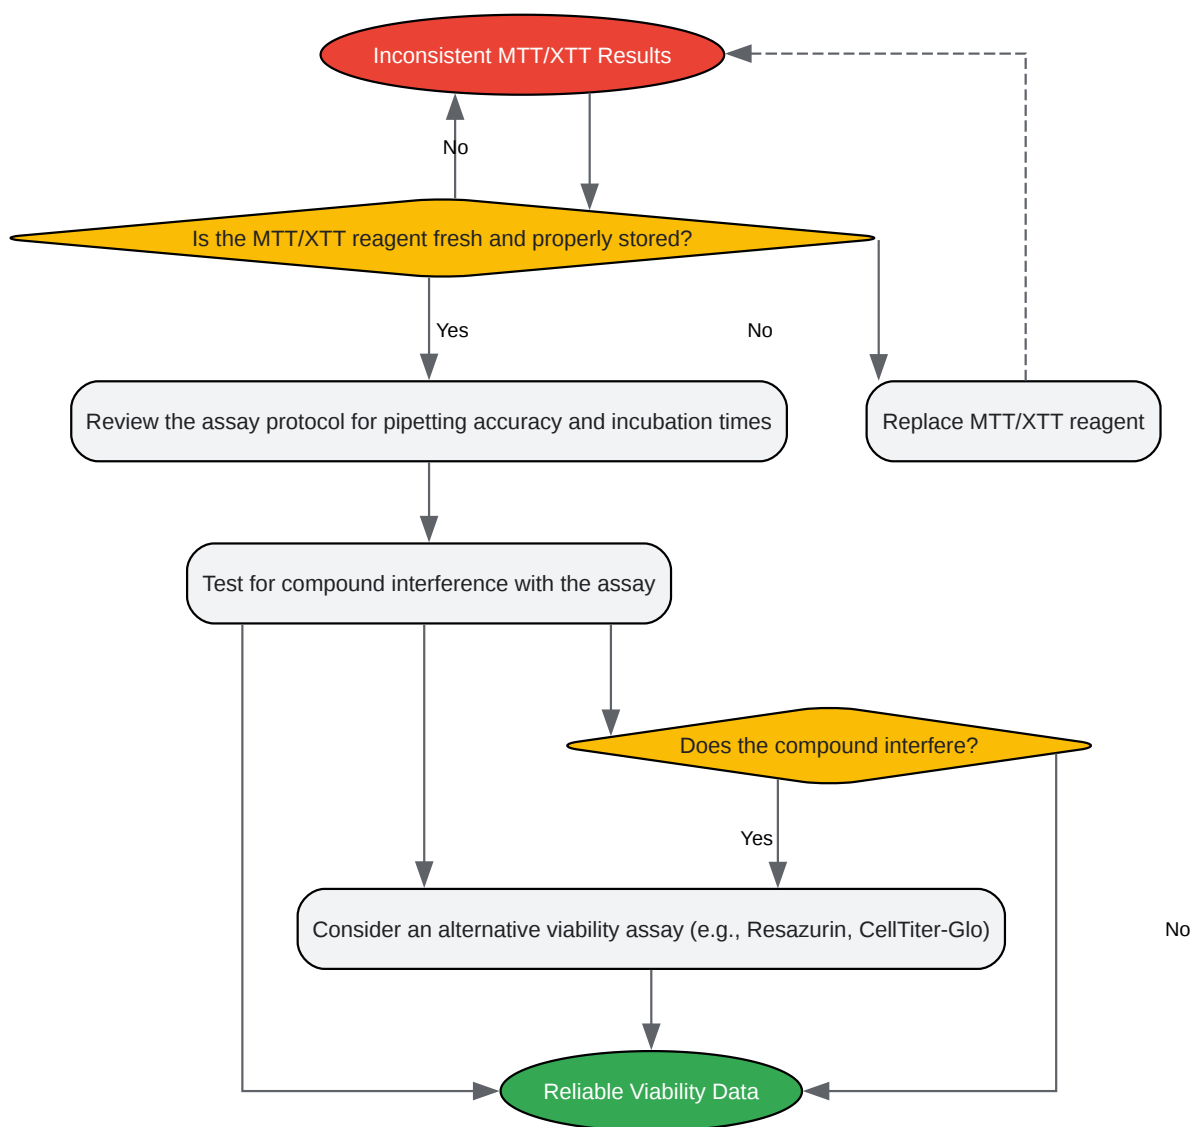 Inconsistent MTT/XTT Results
No
Is the MTT/XTT reagent fresh and properly stored?
Yes
No
Review the assay protocol for pipetting accuracy and incubation times
Replace MTT/XTT reagent
Test for compound interference with the assay
Does the compound interfere?
Yes
Consider an alternative viability assay (e.g., Resazurin, CellTiter-Glo)
No
Reliable Viability Data